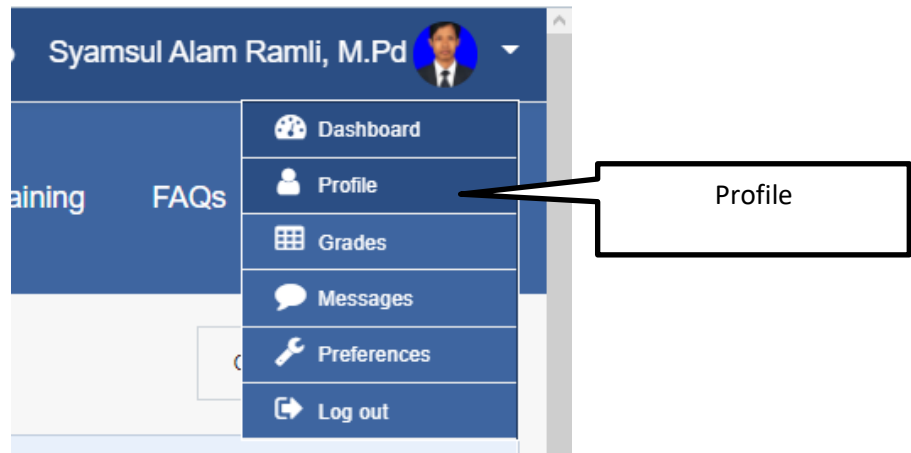 Syamsul Alam Ramli, M.Pd
Dashboard
aining FAQs
Profile
Profile
Grades
Messages
Preferences
Log out